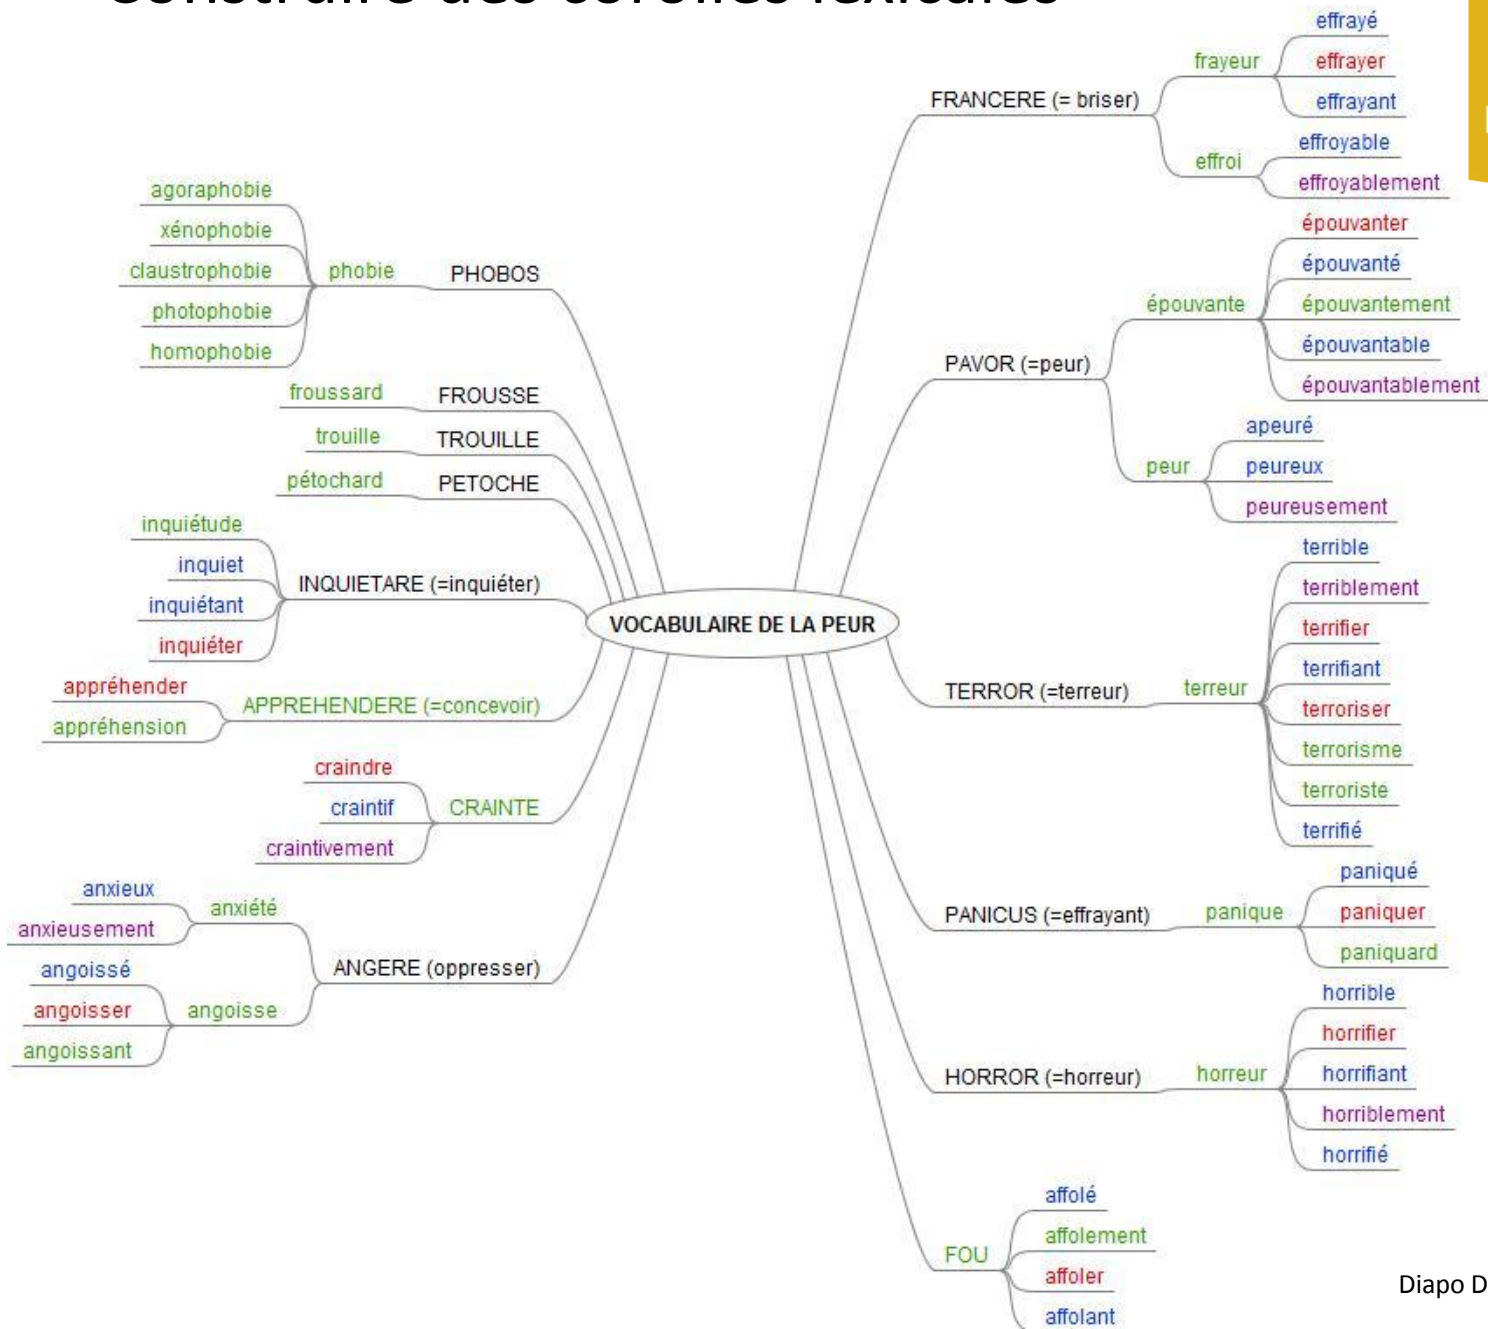 Construire des corolles lexicales
VOCABULAIRE DE LA PEUR
FRANCERE (= briser)
frayeur
effrayé
effrayer
effrayant
effroi
effroyable
effroyablement
PAVOR (=peur)
épouvante
épouvanter
épouvanté
épouvantement
épouvantable
épouvantablement
peur
apeuré
peureux
peureusement
TERROR (=terreur)
terreur
terrible
terriblement
terrifier
terrifiant
terroriser
terrorisme
terroriste
terrifié
PANICUS (=effrayant)
panique
paniqué
paniquer
paniquard
HORROR (=horreur)
horreur
horrible
horrifier
horrifiant
horriblement
horrifié
FOU
affolé
affolement
affoler
affolant
PHOBOS
phobie
agoraphobie
xénophobie
claustrophobie
photophobie
homophobie
FROUSSE
froussard
TROUILLE
trouille
PETOCHE
pétochard
INQUIETARE (=inquiéter)
inquiétude
inquiet
inquiétant
inquiéter
APPREHENDERE (=concevoir)
appréhender
appréhension
CRAINTE
craindre
craintif
craintivement
ANGERE (oppresser)
anxiété
anxieux
anxieusement
angoisse
angoissé
angoisser
angoissant
Diapo D